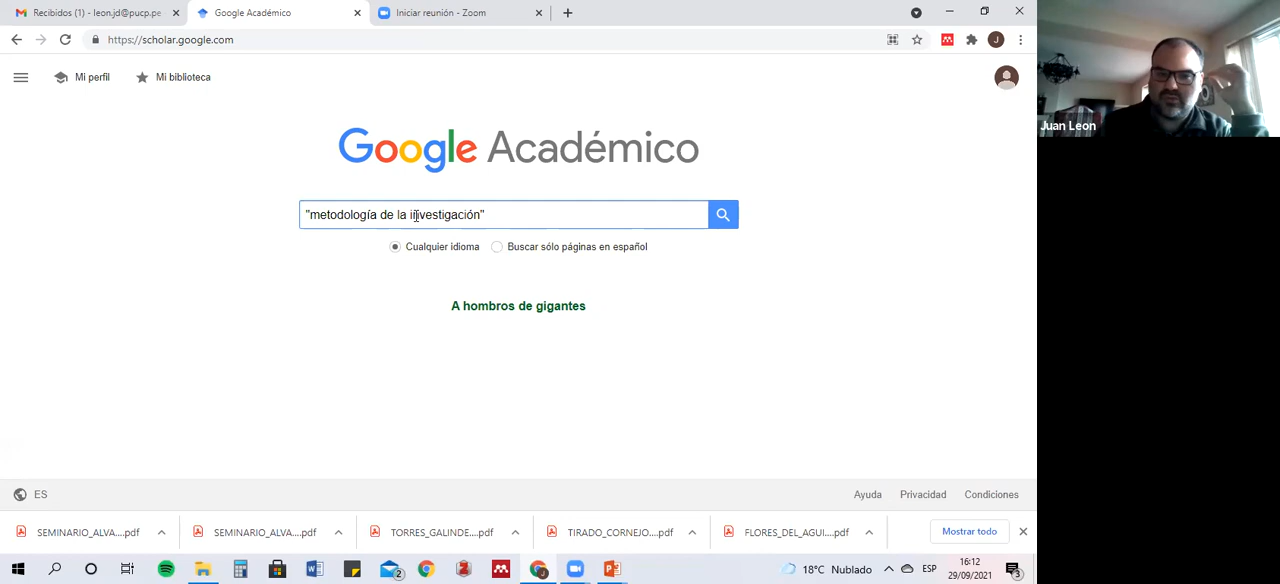 Recibidos (1) - leon.jd@pucp.pe
Google Académico
Iniciar reunión - Zoom
https://scholar.google.com
J
Mi perfil
Mi biblioteca
Juan Leon
Google Académico
"metodología de la investigación"
Cualquier idioma
Buscar sólo páginas en español
A hombros de gigantes
ES
Ayuda
Privacidad
Condiciones
SEMINARIO_ALVA....pdf
SEMINARIO_ALVA....pdf
TORRES_GALINDE....pdf
TIRADO_CORNEJO....pdf
FLORES_DEL_AGUI....pdf
Mostrar todo
2
18°C Nublado
ESP
16:12
29/09/2021
3